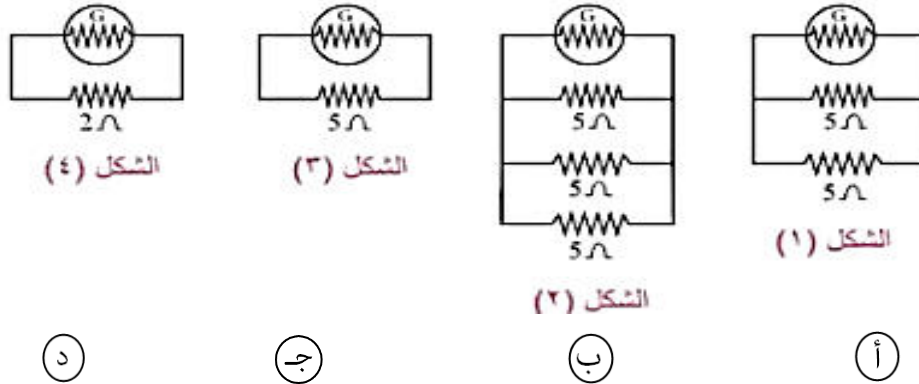 G G G G
5Ω 5Ω 5Ω 2Ω
5Ω 5Ω
5Ω
الشكل (١)
الشكل (٢)
الشكل (٣)
الشكل (٤)
أ ب جـ د